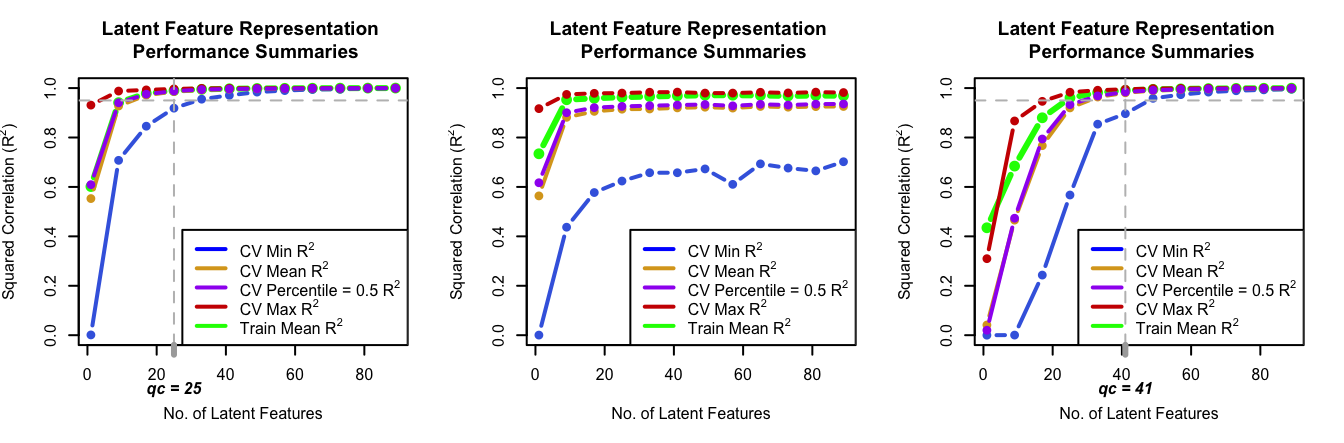 Latent Feature Representation
Performance Summaries
Squared Correlation (R²)
1.0
0.8
0.6
0.4
0.2
0.0
CV Min R²
CV Mean R²
CV Percentile = 0.5 R²
CV Max R²
Train Mean R²
0 20 40 60 80
qc = 25
No. of Latent Features
Latent Feature Representation
Performance Summaries
Squared Correlation (R²)
1.0
0.8
0.6
0.4
0.2
0.0
CV Min R²
CV Mean R²
CV Percentile = 0.5 R²
CV Max R²
Train Mean R²
0 20 40 60 80
No. of Latent Features
Latent Feature Representation
Performance Summaries
Squared Correlation (R²)
1.0
0.8
0.6
0.4
0.2
0.0
CV Min R²
CV Mean R²
CV Percentile = 0.5 R²
CV Max R²
Train Mean R²
0 20 40 60 80
qc = 41
No. of Latent Features